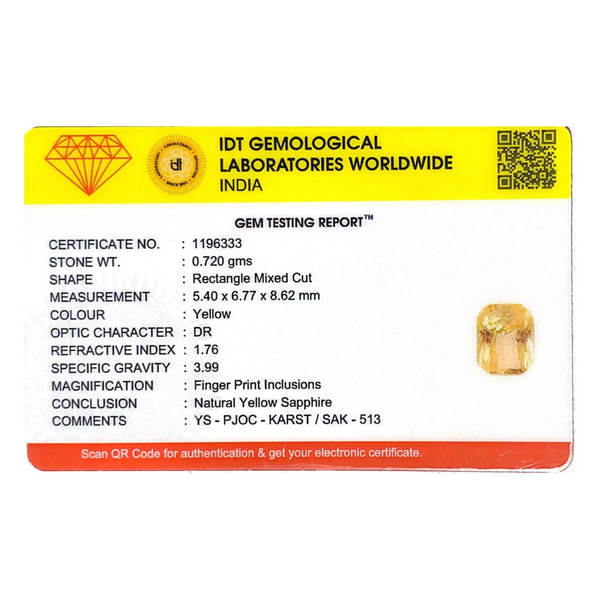 IDT GEMOLOGICAL
LABORATORIES WORLDWIDE
INDIA
GEM TESTING REPORT™
CERTIFICATE NO. : 1196333
STONE WT. : 0.720 gms
SHAPE : Rectangle Mixed Cut
MEASUREMENT : 5.40 x 6.77 x 8.62 mm
COLOUR : Yellow
OPTIC CHARACTER : DR
REFRACTIVE INDEX : 1.76
SPECIFIC GRAVITY : 3.99
MAGNIFICATION : Finger Print Inclusions
CONCLUSION : Natural Yellow Sapphire
COMMENTS : YS - PJOC - KARST / SAK - 513
Scan QR Code for authentication & get your electronic certificate.